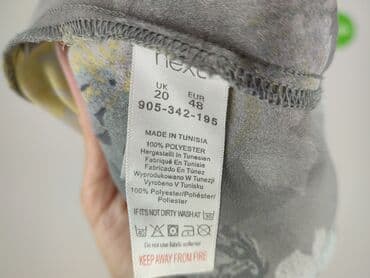 next
UK EUR
20 48
905-342-195
MADE IN TUNISIA
100% POLYESTER
Hergestellt In Tunesien
Fabriqué En Tunisie
Fabricado En Túnez
Wyprodukowano W Tunezji
Vyrobeno V Tunisku
100% Polyester/Poliéster/
Poliester
IF IT'S NOT DIRTY WASH AT
Do not use fabric softener
KEEP AWAY FROM FIRE